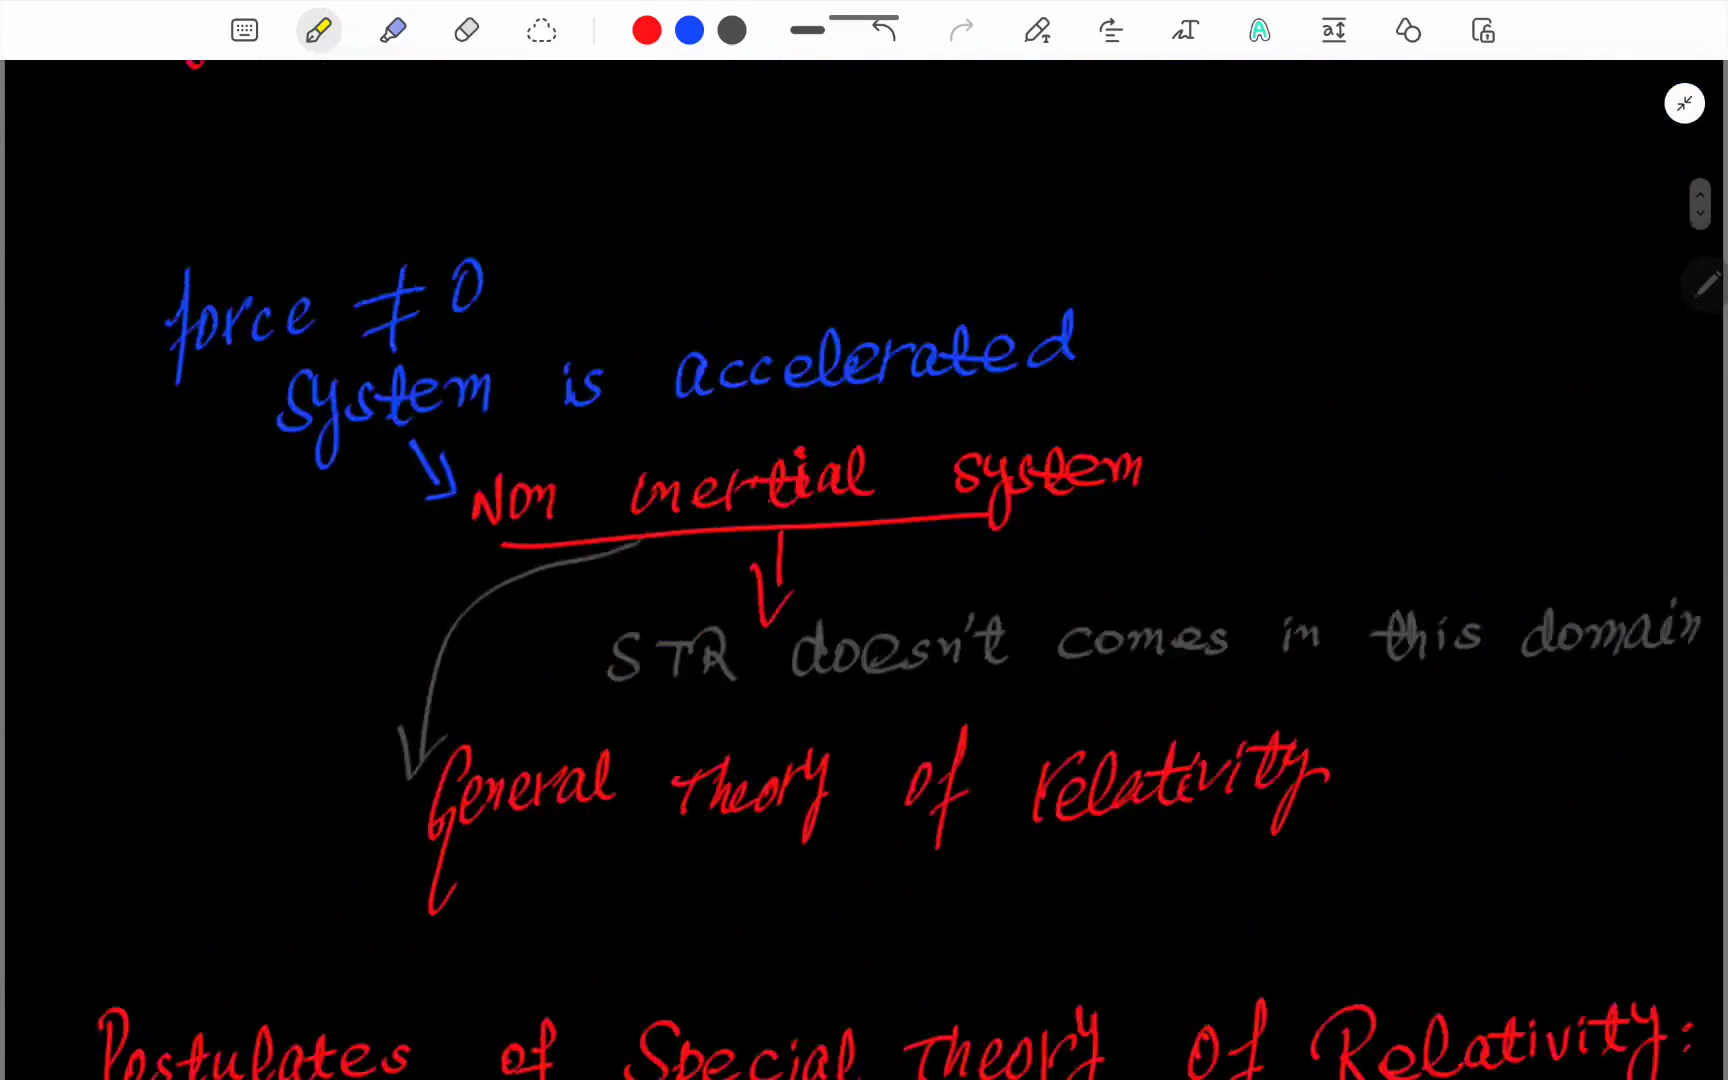 force ≠ 0
System is accelerated
Non inertial system
STR doesn't comes in this domain
General Theory of relativity
Postulates of Special Theory Of Relativity: